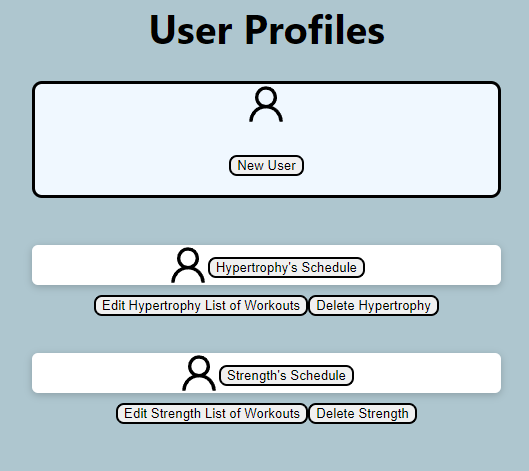 User Profiles
New User
Hypertrophy's Schedule
Edit Hypertrophy List of Workouts Delete Hypertrophy
Strength's Schedule
Edit Strength List of Workouts Delete Strength